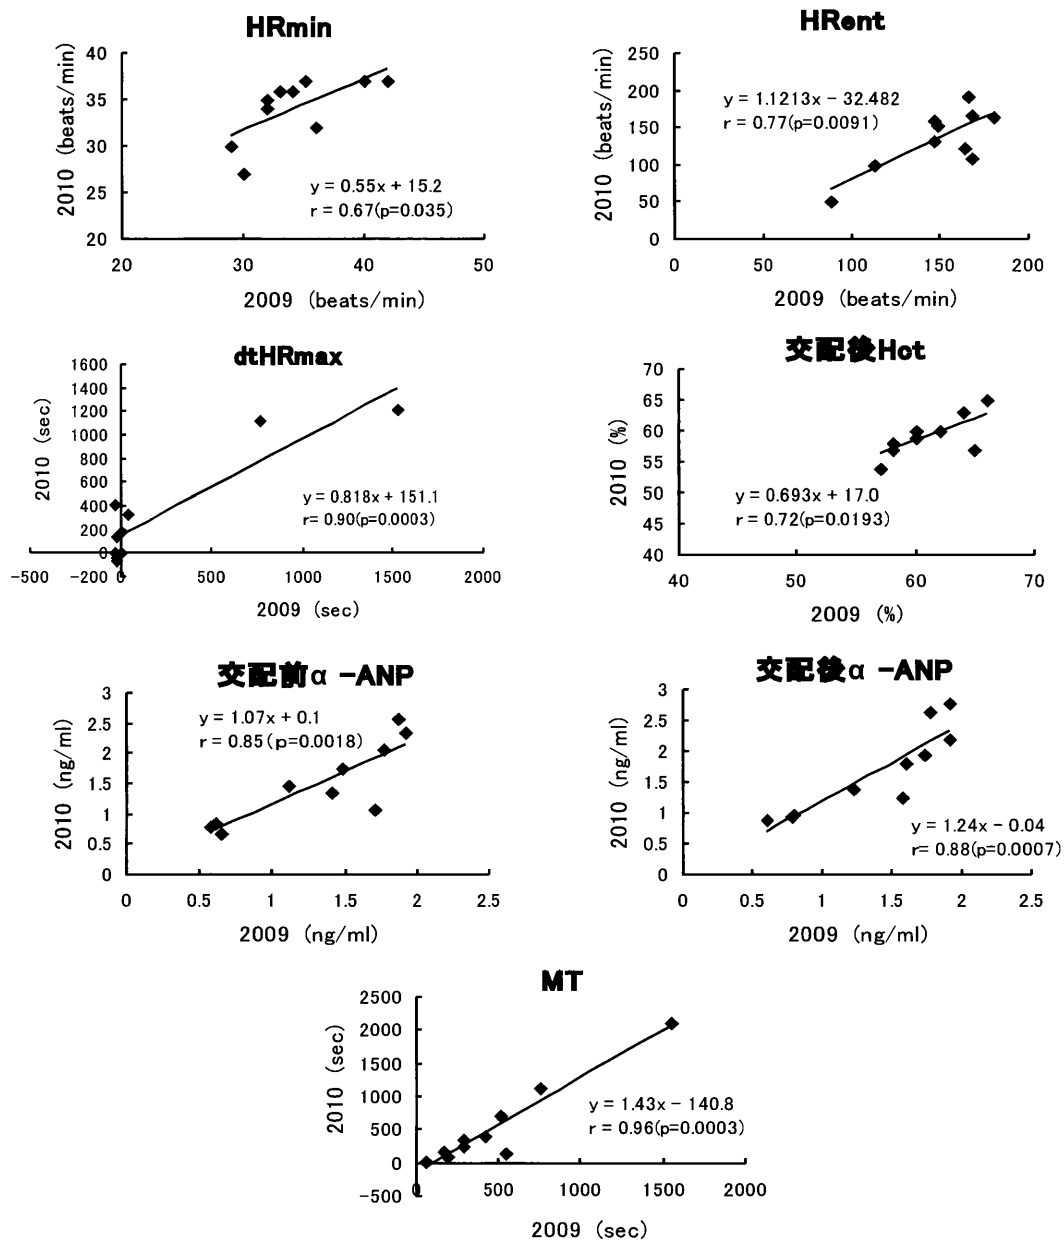 HRmin
40
35
30
25
20
20
30
40
50
2010 (beats/min)
2009 (beats/min)
y = 0.55x + 15.2
r = 0.67(p=0.035)
HRent
250
200
150
100
50
0
0
50
100
150
200
2010 (beats/min)
2009 (beats/min)
y = 1.1213x − 32.482
r = 0.77(p=0.0091)
dtHRmax
1600
1400
1200
1000
800
600
400
200
0
−200
−500
0
500
1000
1500
2000
2010 (sec)
2009 (sec)
y = 0.818x + 151.1
r= 0.90(p=0.0003)
交配後Hct
70
65
60
55
50
45
40
40
50
60
70
2010 (%)
2009 (%)
y = 0.693x + 17.0
r = 0.72(p=0.0193)
交配前α −ANP
3
2.5
2
1.5
1
0.5
0
0
0.5
1
1.5
2
2.5
2010 (ng/ml)
2009 (ng/ml)
y = 1.07x + 0.1
r = 0.85(p=0.0018)
交配後α −ANP
3
2.5
2
1.5
1
0.5
0
0
0.5
1
1.5
2
2.5
2010 (ng/ml)
2009 (ng/ml)
y = 1.24x − 0.04
r= 0.88(p=0.0007)
MT
2500
2000
1500
1000
500
0
−500
0
500
1000
1500
2000
2010 (sec)
2009 (sec)
y = 1.43x − 140.8
r = 0.96(p=0.0003)